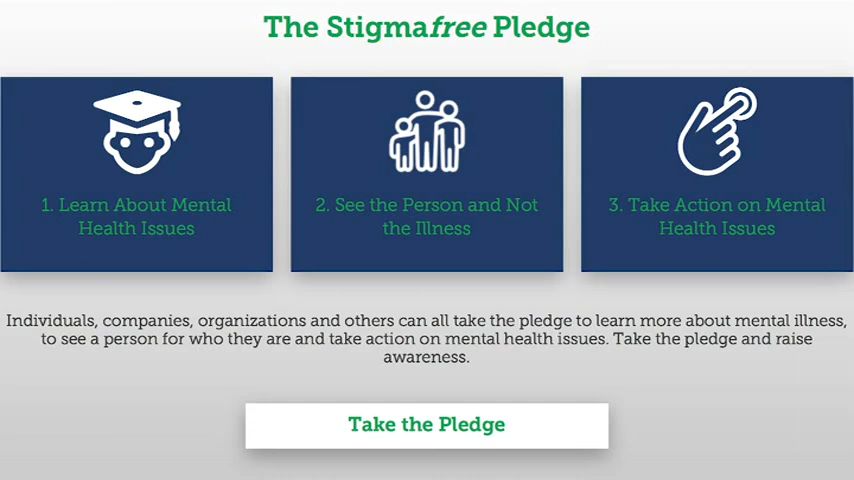 The Stigmafree Pledge
1. Learn About Mental
Health Issues
2. See the Person and Not
the Illness
3. Take Action on Mental
Health Issues
Individuals, companies, organizations and others can all take the pledge to learn more about mental illness,
to see a person for who they are and take action on mental health issues. Take the pledge and raise
awareness.
Take the Pledge